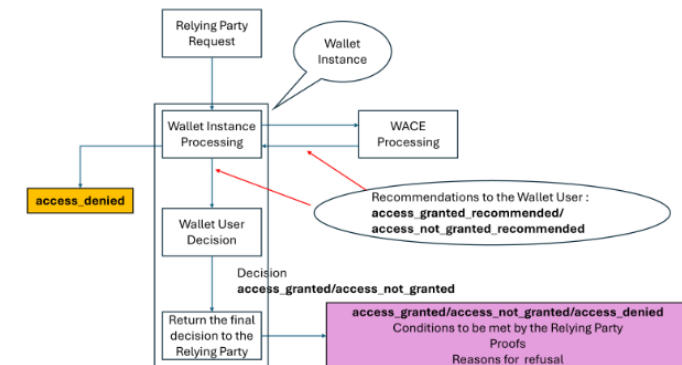 Relying Party
Request
Wallet
Instance
Wallet Instance
Processing
WACE
Processing
access_denied
Recommendations to the Wallet User :
access_granted_recommended/
access_not_granted_recommended
Wallet User
Decision
Decision
access_granted/access_not_granted
Return the final
decision to the
Relying Party
access_granted/access_not_granted/access_denied
Conditions to be met by the Relying Party
Proofs
Reasons for refusal